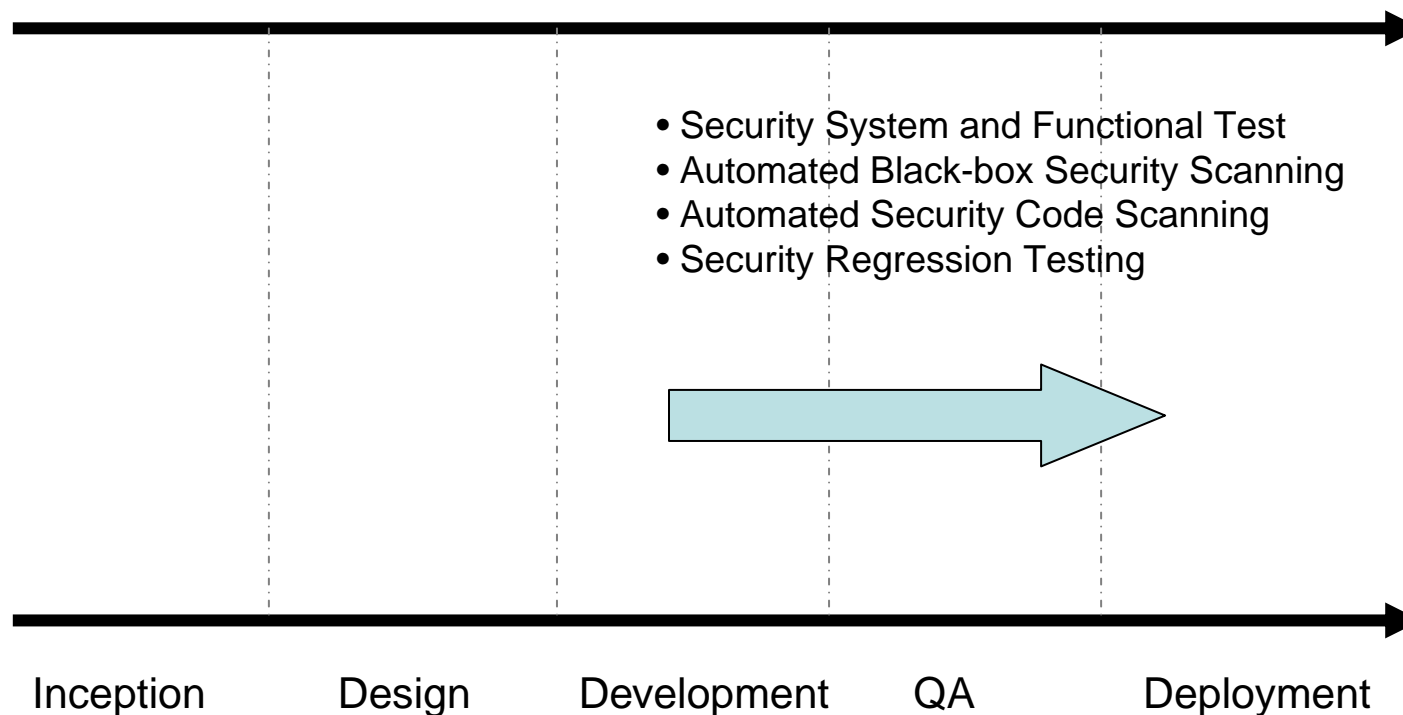 • Security System and Functional Test
• Automated Black-box Security Scanning
• Automated Security Code Scanning
• Security Regression Testing
Inception Design Development QA Deployment